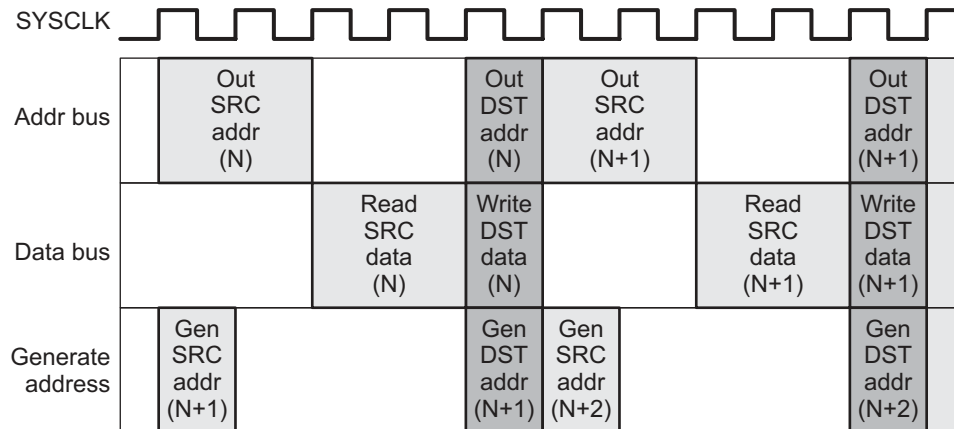 SYSCLK
Addr bus
Out
SRC
addr
(N)
Out
DST
addr
(N)
Out
SRC
addr
(N+1)
Out
DST
addr
(N+1)
Data bus
Read
SRC
data
(N)
Write
DST
data
(N)
Read
SRC
data
(N+1)
Write
DST
data
(N+1)
Generate
address
Gen
SRC
addr
(N+1)
Gen
DST
addr
(N+1)
Gen
SRC
addr
(N+2)
Gen
DST
addr
(N+2)